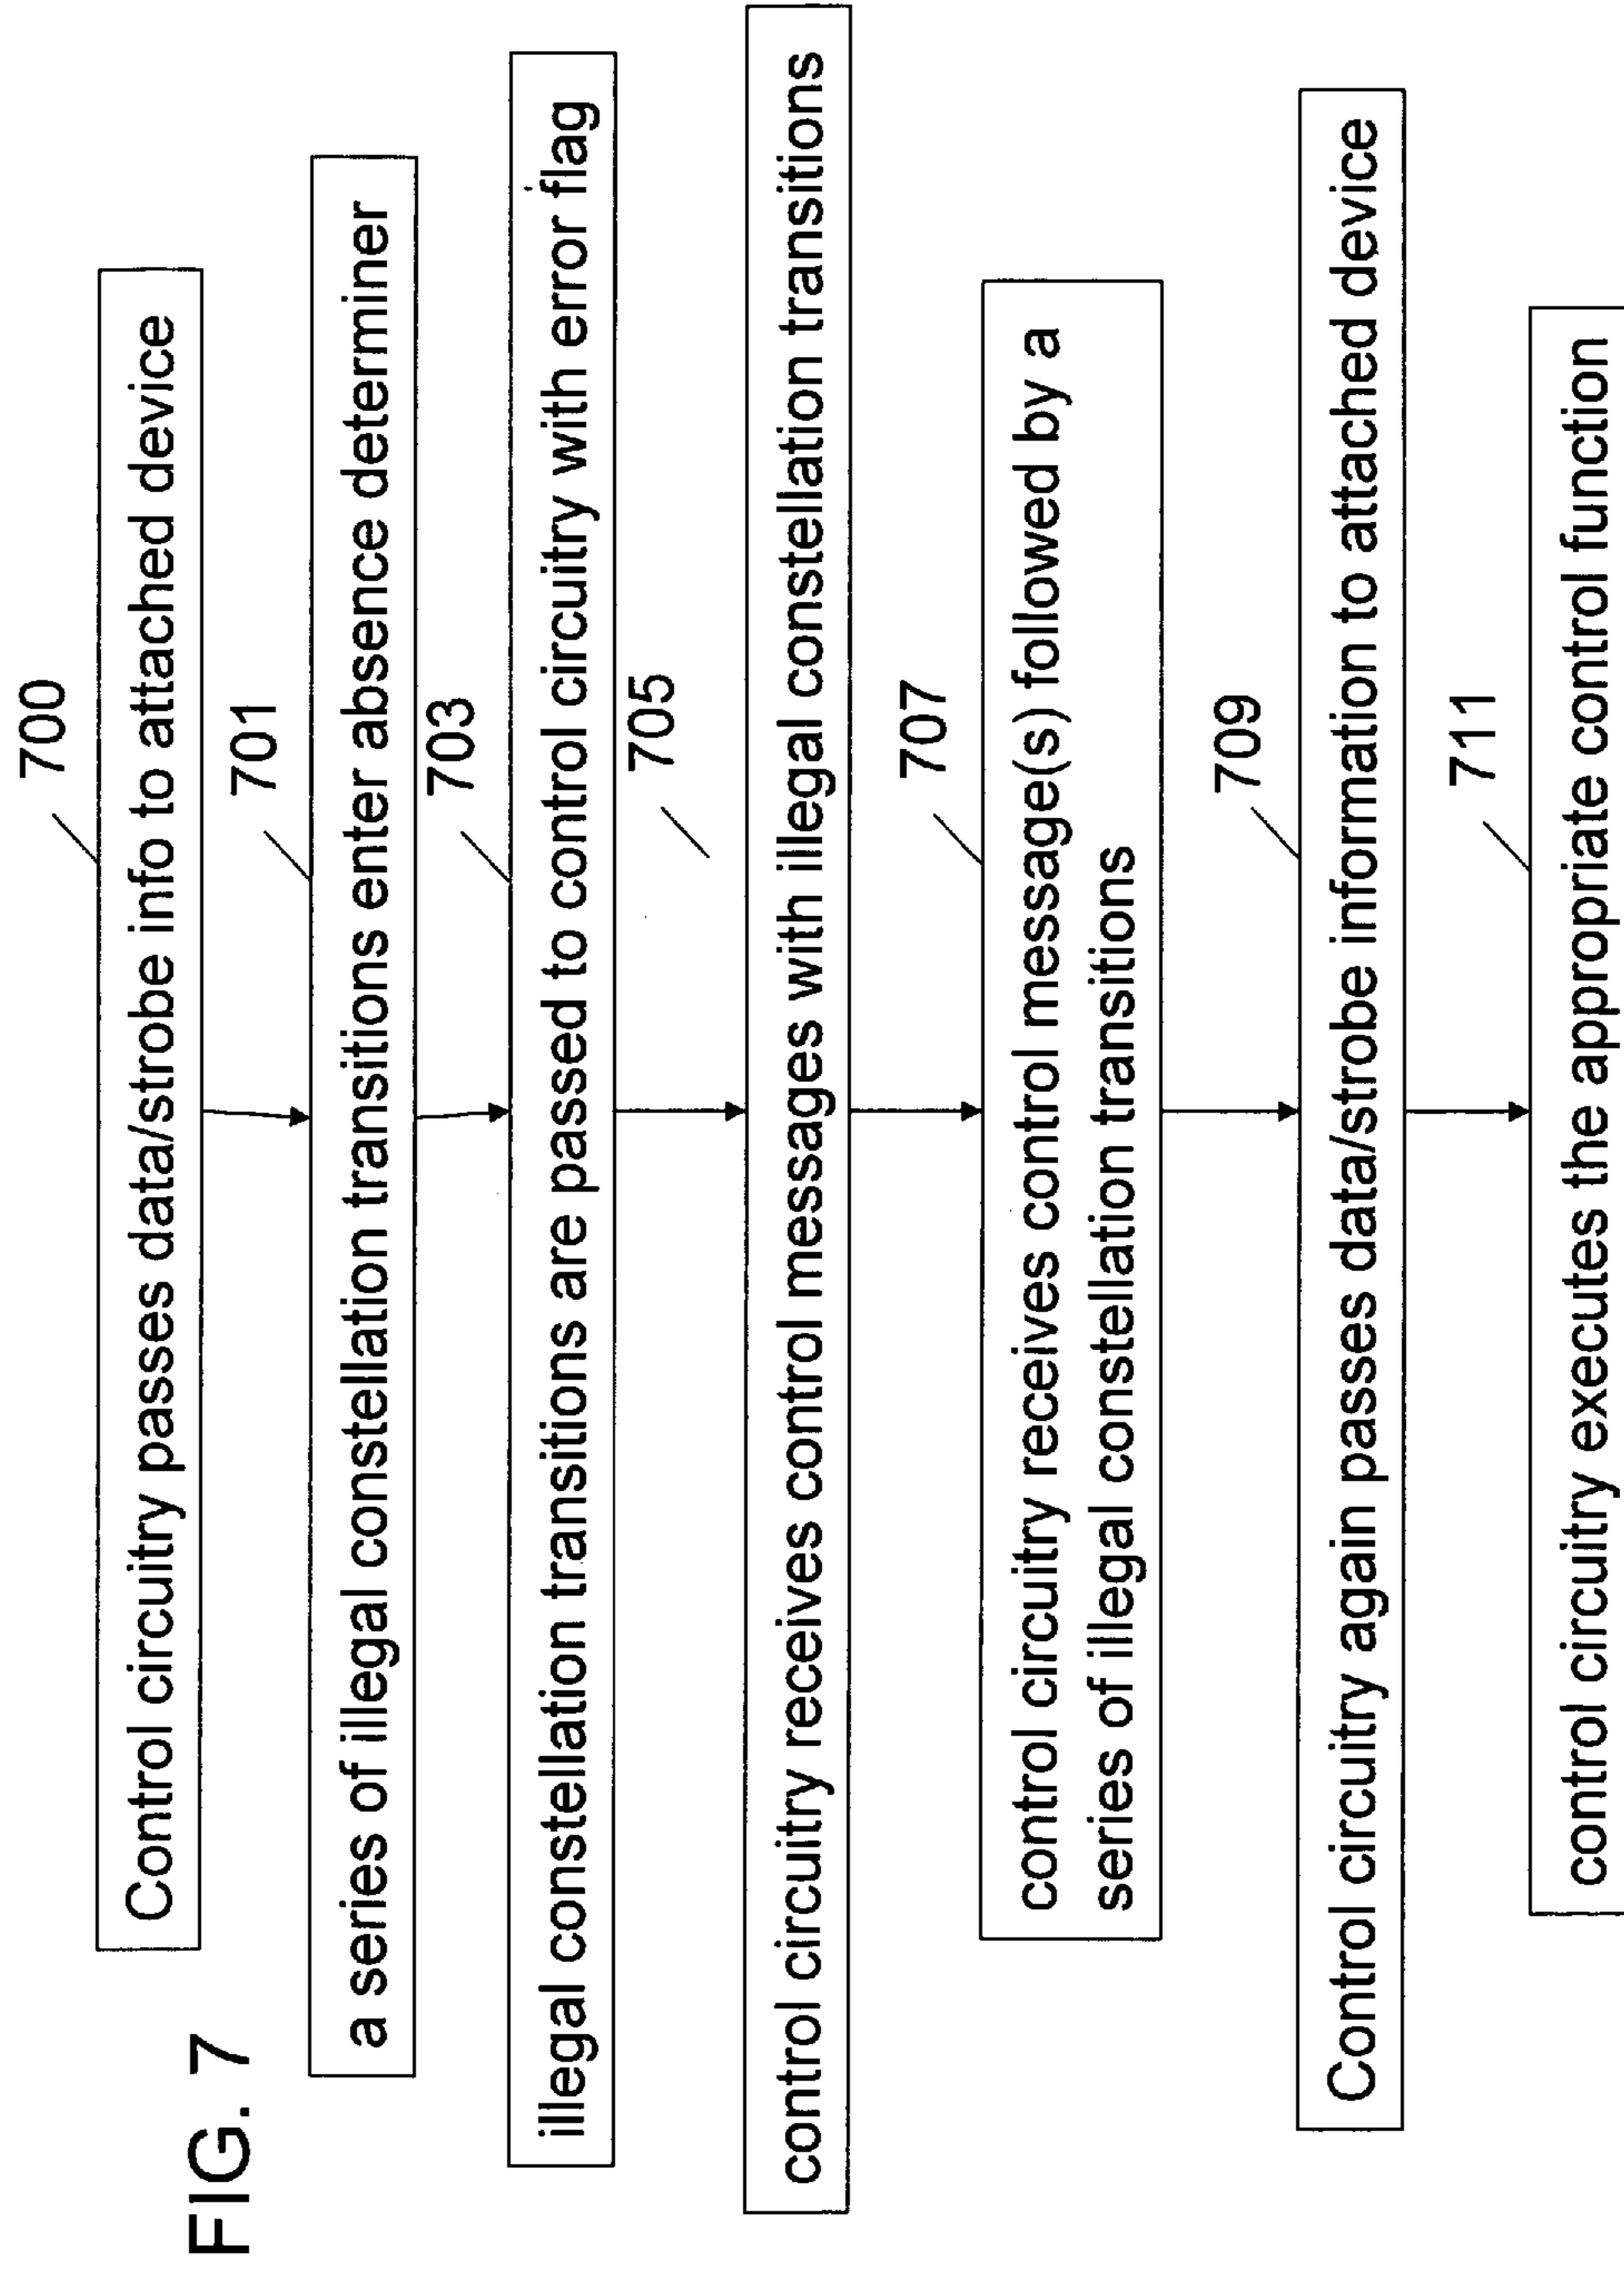 FIG. 7
700
Control circuitry passes data/strobe info to attached device
701
a series of illegal constellation transitions enter absence determiner
703
illegal constellation transitions are passed to control circuitry with error flag
705
control circuitry receives control messages with illegal constellation transitions
707
control circuitry receives control message(s) followed by a
series of illegal constellation transitions
709
Control circuitry again passes data/strobe information to attached device
711
control circuitry executes the appropriate control function